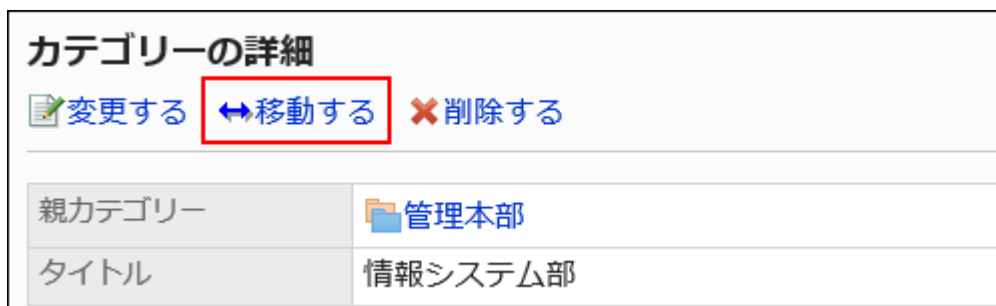 カテゴリーの詳細
変更する 移動する 削除する
親カテゴリー 管理本部
タイトル 情報システム部